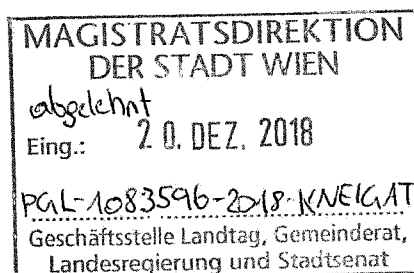 MAGISTRATSDIREKTION
DER STADT WIEN
abgelehnt
Eing.: 20. DEZ. 2018
PGL-1083596-2018-KNEIGAT
Geschäftsstelle Landtag, Gemeinderat,
Landesregierung und Stadtsenat